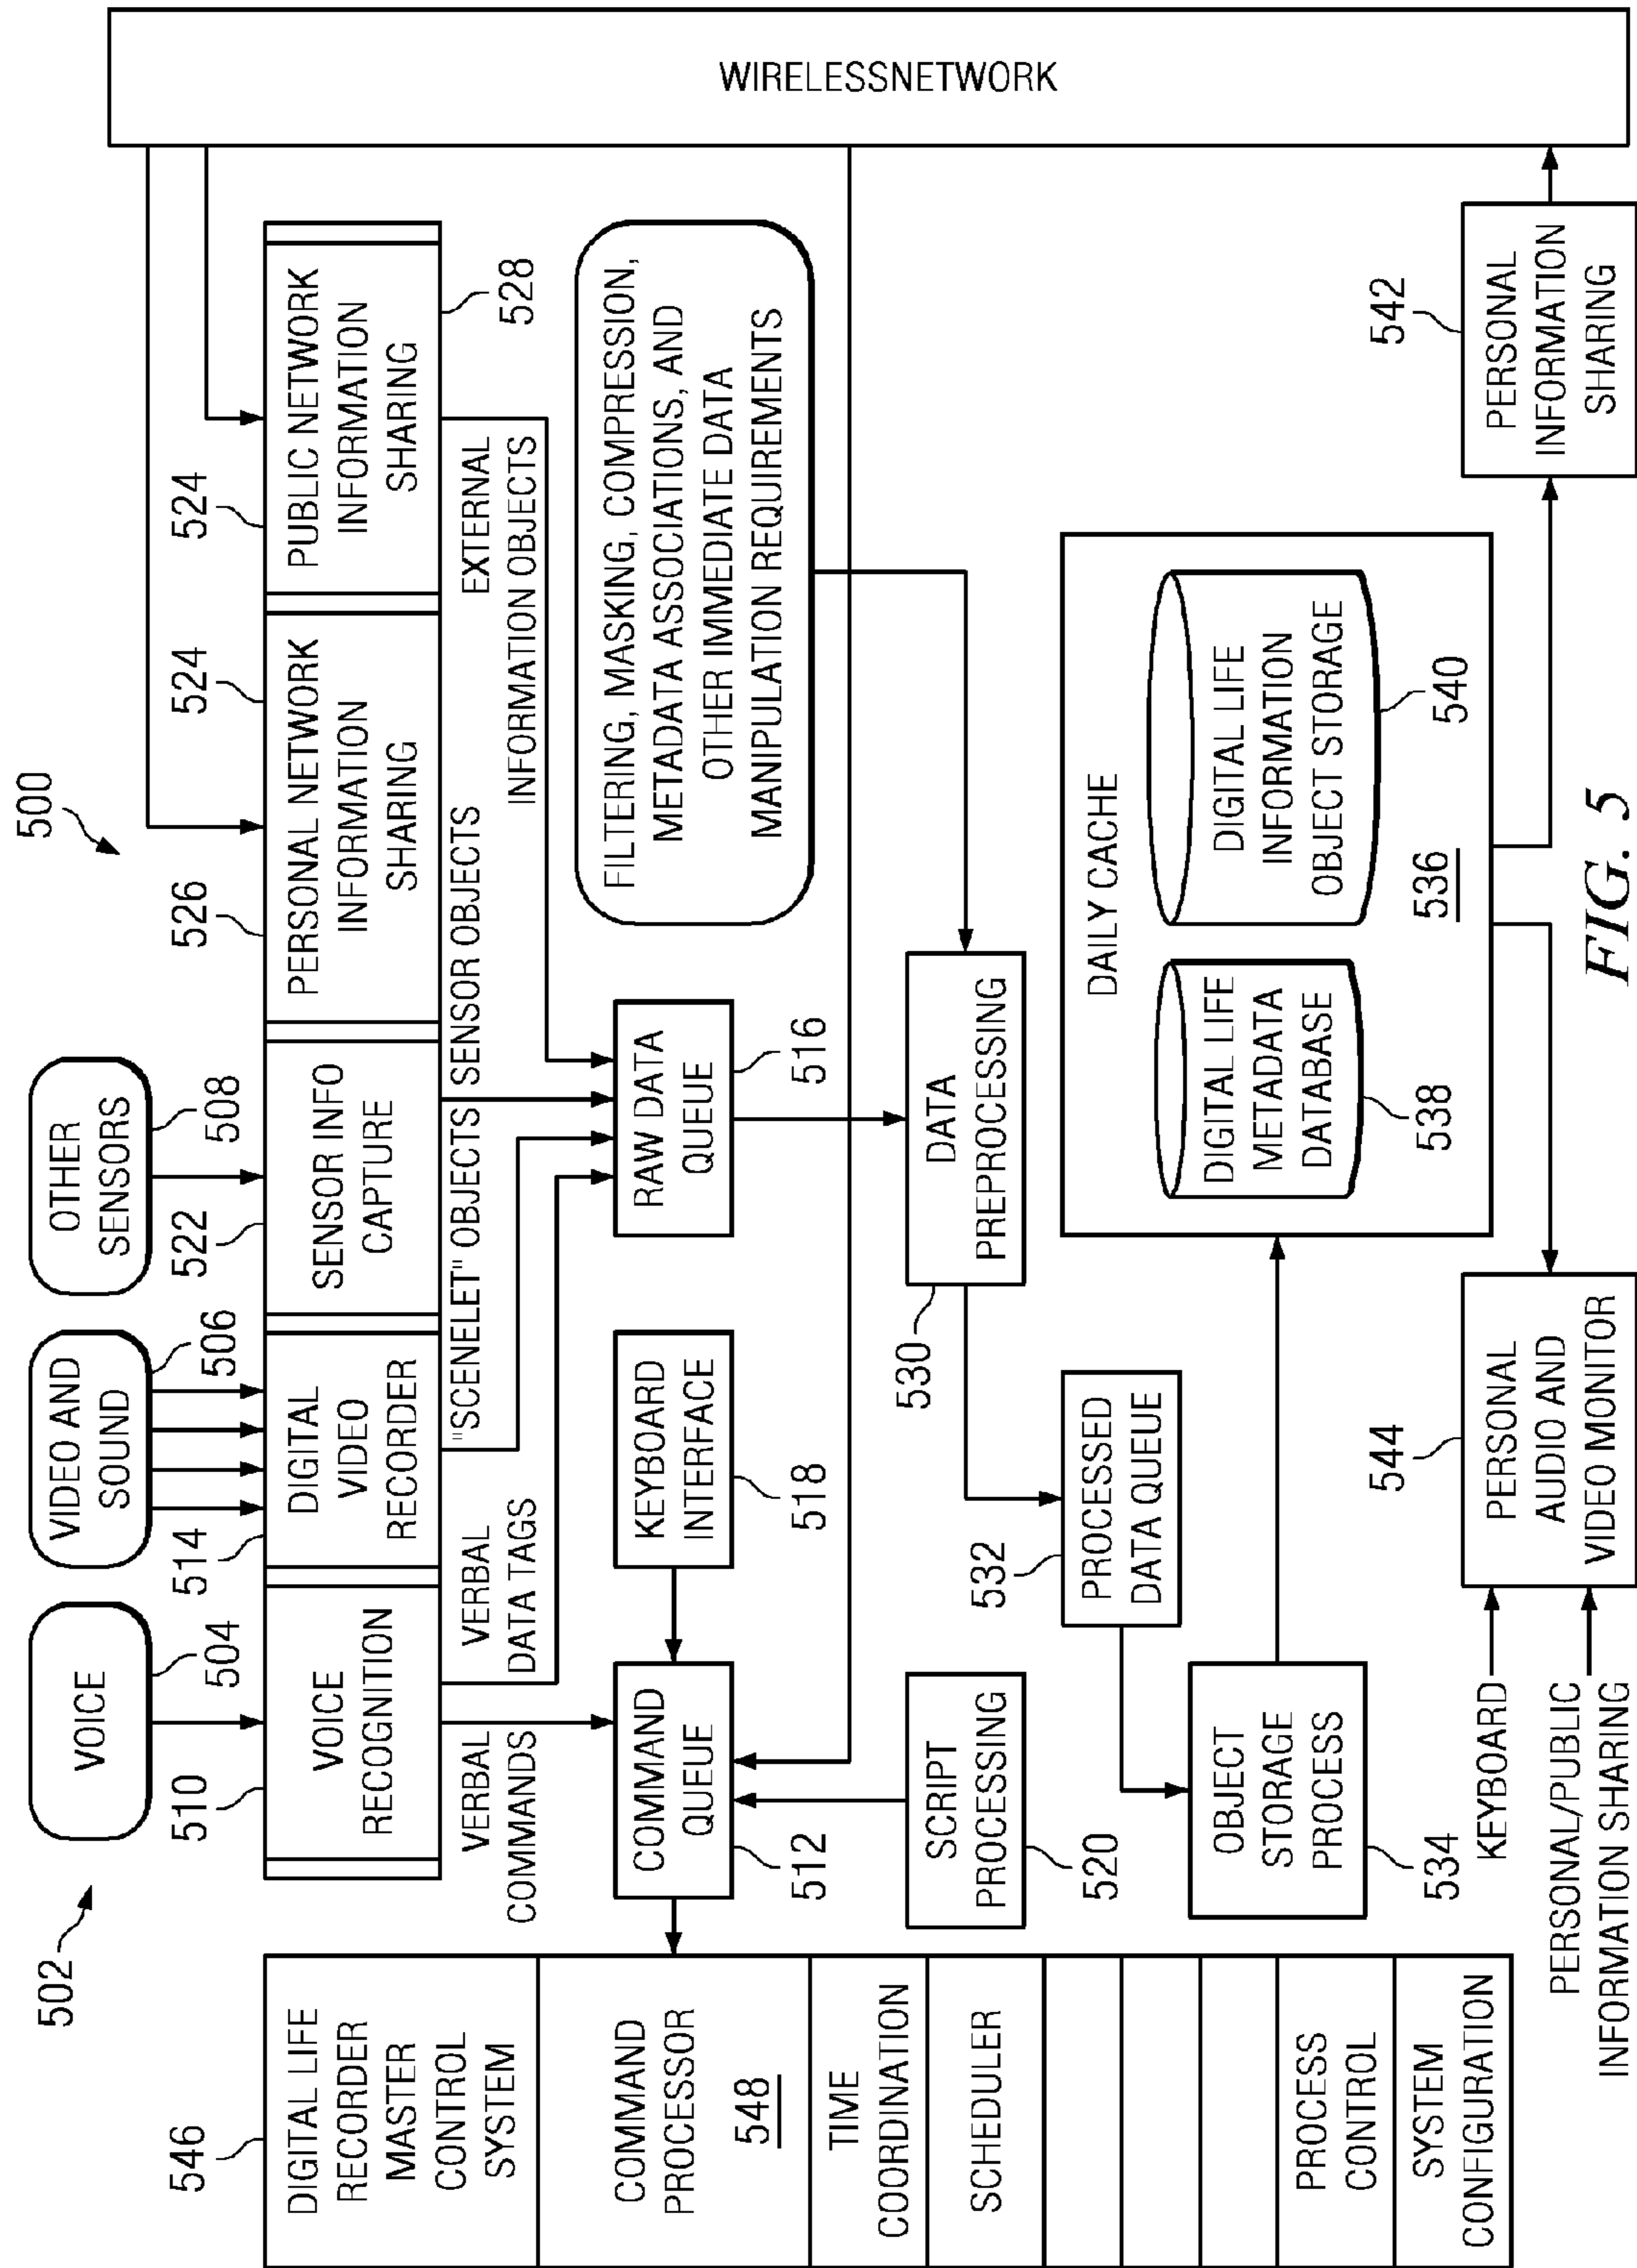 500
502
VOICE
504
VIDEO AND
SOUND
506
OTHER
SENSORS
508
510
514
522
526
524
524
VOICE
RECOGNITION
DIGITAL
VIDEO
RECORDER
SENSOR INFO
CAPTURE
PERSONAL NETWORK
INFORMATION
SHARING
PUBLIC NETWORK
INFORMATION
SHARING
528
WIRELESSNETWORK
VERBAL
COMMANDS
VERBAL
DATA TAGS
"SCENELET" OBJECTS
SENSOR OBJECTS
EXTERNAL
INFORMATION OBJECTS
COMMAND
QUEUE
512
KEYBOARD
INTERFACE
518
RAW DATA
QUEUE
516
FILTERING, MASKING, COMPRESSION,
METADATA ASSOCIATIONS, AND
OTHER IMMEDIATE DATA
MANIPULATION REQUIREMENTS
SCRIPT
PROCESSING
520
DATA
PREPROCESSING
530
PROCESSED
DATA QUEUE
532
OBJECT
STORAGE
PROCESS
534
DAILY CACHE
DIGITAL LIFE
METADATA
DATABASE
538
DIGITAL LIFE
INFORMATION
OBJECT STORAGE
540
536
546
DIGITAL LIFE
RECORDER
MASTER
CONTROL
SYSTEM
COMMAND
PROCESSOR
548
TIME
COORDINATION
SCHEDULER
PROCESS
CONTROL
SYSTEM
CONFIGURATION
KEYBOARD
PERSONAL/PUBLIC
INFORMATION SHARING
544
PERSONAL
AUDIO AND
VIDEO MONITOR
542
PERSONAL
INFORMATION
SHARING
FIG. 5